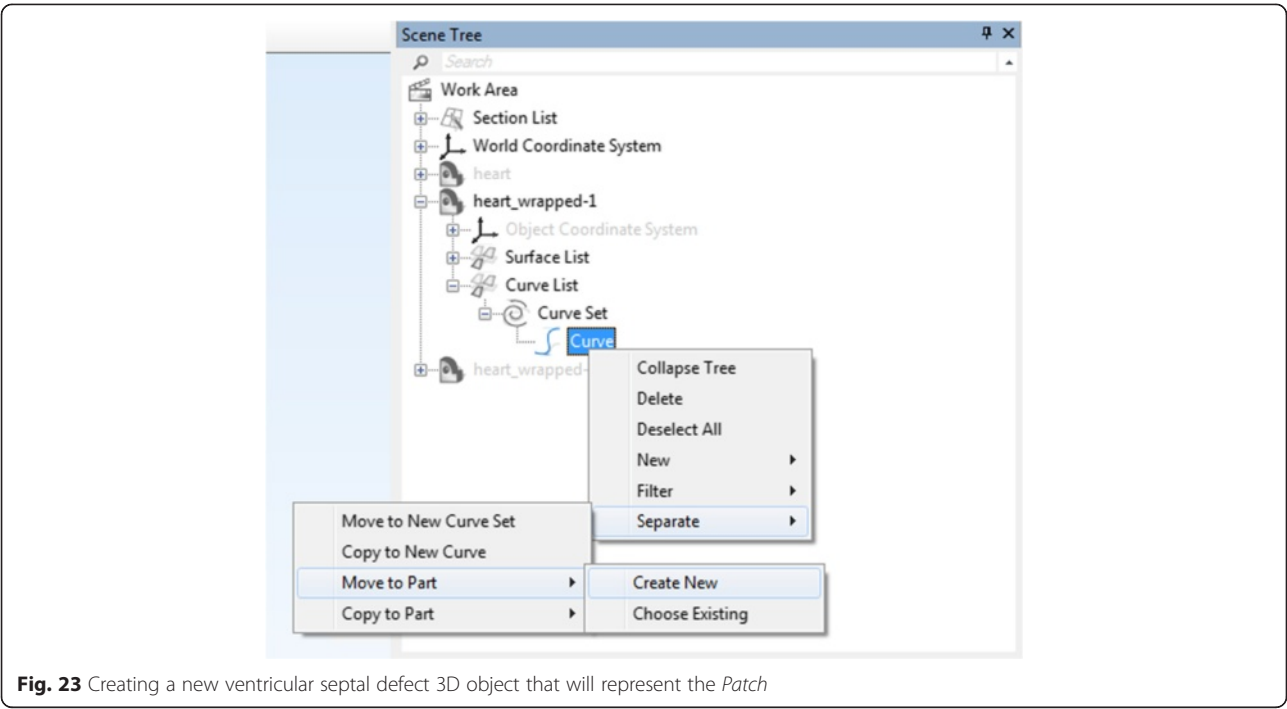 Scene Tree
Search
Work Area
Section List
World Coordinate System
heart
heart_wrapped-1
Object Coordinate System
Surface List
Curve List
Curve Set
Curve
heart_wrapped-
Collapse Tree
Delete
Deselect All
New
Filter
Separate
Move to New Curve Set
Copy to New Curve
Move to Part
Copy to Part
Create New
Choose Existing
Fig. 23 Creating a new ventricular septal defect 3D object that will represent the Patch